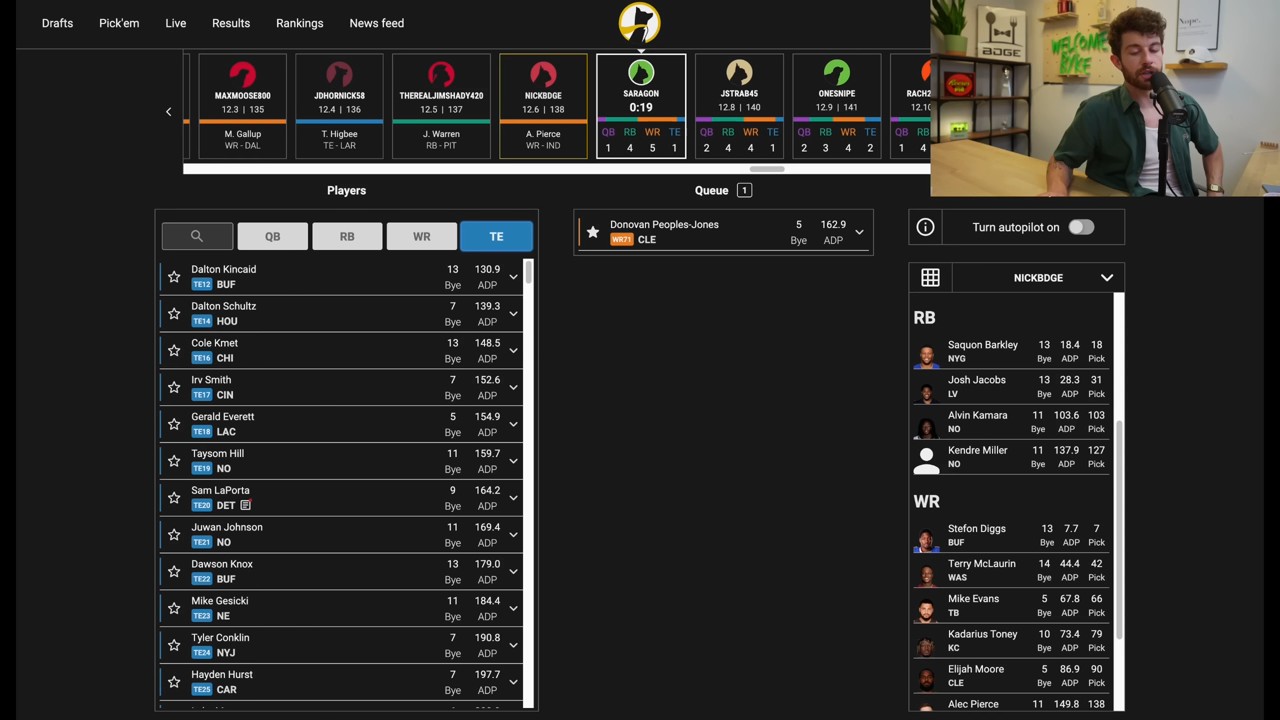 Drafts Pick'em Live Results Rankings News feed
MAXMOOSE800
12.3 | 135
M. Gallup
WR - DAL
JDHORNICK58
12.4 | 136
T. Higbee
TE - LAR
THEREALJIMSHADY420
12.5 | 137
J. Warren
RB - PIT
NICKBDGE
12.6 | 138
A. Pierce
WR - IND
SARAGON
0:19
QB RB WR TE
1 4 5 1
JSTRAB45
12.8 | 140
QB RB WR TE
2 4 4 1
ONESNIPE
12.9 | 141
QB RB WR TE
2 3 4 2
12.10
QB RB
1 4
BDGE
WELCOME
Nope.
Players
QB RB WR TE
Dalton Kincaid 13 130.9
TE12 BUF Bye ADP
Dalton Schultz 7 139.3
TE14 HOU Bye ADP
Cole Kmet 13 148.5
TE16 CHI Bye ADP
Irv Smith 7 152.6
TE17 CIN Bye ADP
Gerald Everett 5 154.9
TE18 LAC Bye ADP
Taysom Hill 11 159.7
TE19 NO Bye ADP
Sam LaPorta 9 164.2
TE20 DET Bye ADP
Juwan Johnson 11 169.4
TE21 NO Bye ADP
Dawson Knox 13 179.0
TE22 BUF Bye ADP
Mike Gesicki 11 184.4
TE23 NE Bye ADP
Tyler Conklin 7 190.8
TE24 NYJ Bye ADP
Hayden Hurst 7 197.7
TE25 CAR Bye ADP
Queue 1
Donovan Peoples-Jones 5 162.9
WR71 CLE Bye ADP
Turn autopilot on
NICKBDGE
RB
Saquon Barkley 13 18.4 18
NYG Bye ADP Pick
Josh Jacobs 13 28.3 31
LV Bye ADP Pick
Alvin Kamara 11 103.6 103
NO Bye ADP Pick
Kendre Miller 11 137.9 127
NO Bye ADP Pick
WR
Stefon Diggs 13 7.7 7
BUF Bye ADP Pick
Terry McLaurin 14 44.4 42
WAS Bye ADP Pick
Mike Evans 5 67.8 66
TB Bye ADP Pick
Kadarius Toney 10 73.4 79
KC Bye ADP Pick
Elijah Moore 5 86.9 90
CLE Bye ADP Pick
Alec Pierce 11 149.8 138